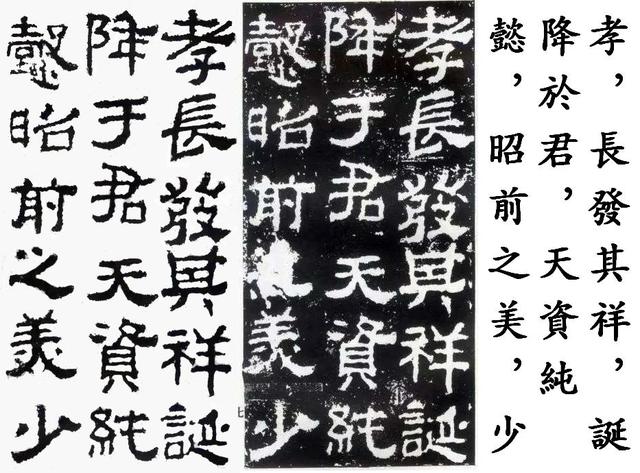 孝，長發其祥，誕
降於君，天資純
懿，昭前之美，少
孝長發其祥誕
降于君天資純
懿昭前之美少
孝長發其祥誕
降于君天資純
懿昭前之美少